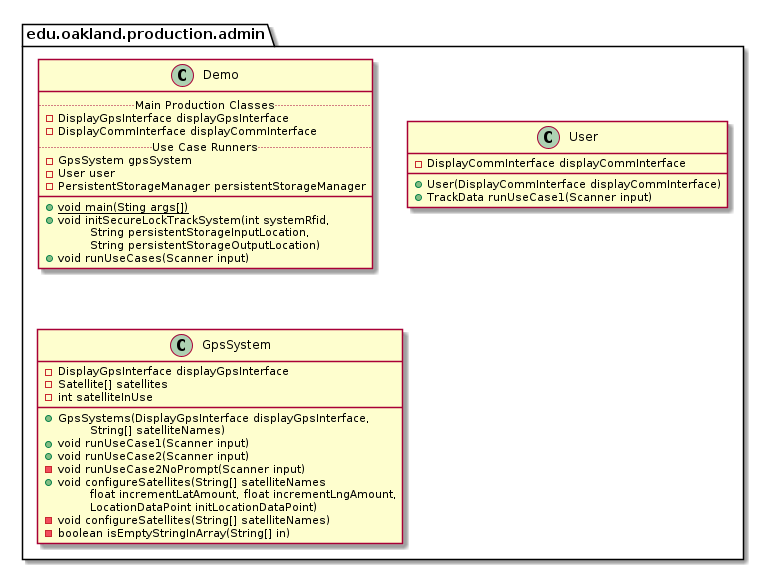 edu.oakland.production.admin
C Demo
Main Production Classes
DisplayGpsInterface displayGpsInterface
DisplayCommInterface displayCommInterface
Use Case Runners
GpsSystem gpsSystem
User user
PersistentStorageManager persistentStorageManager
void main(Sting args[])
void initSecureLockTrackSystem(int systemRfid,
String persistentStorageInputLocation,
String persistentStorageOutputLocation)
void runUseCases(Scanner input)
C User
DisplayCommInterface displayCommInterface
User(DisplayCommInterface displayCommInterface)
TrackData runUseCase1(Scanner input)
C GpsSystem
DisplayGpsInterface displayGpsInterface
Satellite[] satellites
int satelliteInUse
GpsSystems(DisplayGpsInterface displayGpsInterface,
String[] satelliteNames)
void runUseCase1(Scanner input)
void runUseCase2(Scanner input)
void runUseCase2NoPrompt(Scanner input)
void configureSatellites(String[] satelliteNames
float incrementLatAmount, float incrementLngAmount,
LocationDataPoint initLocationDataPoint)
void configureSatellites(String[] satelliteNames)
boolean isEmptyStringInArray(String[] in)